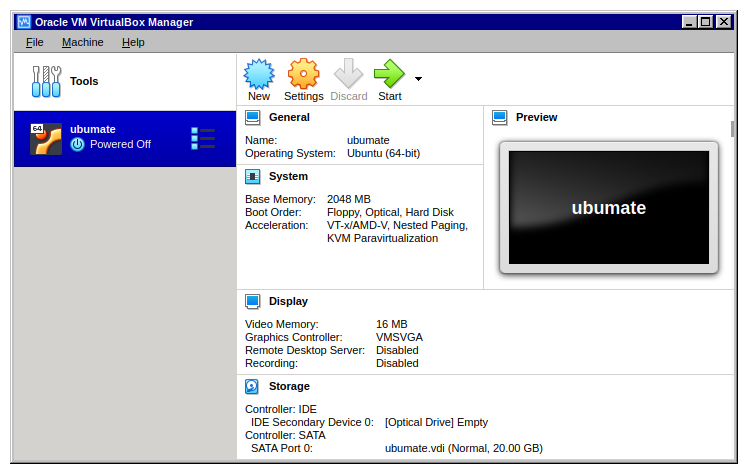 Oracle VM VirtualBox Manager
File Machine Help
Tools
New Settings Discard Start
64
ubumate
Powered Off
General
Name: ubumate
Operating System: Ubuntu (64-bit)
System
Base Memory: 2048 MB
Boot Order: Floppy, Optical, Hard Disk
Acceleration: VT-x/AMD-V, Nested Paging,
KVM Paravirtualization
Preview
ubumate
Display
Video Memory: 16 MB
Graphics Controller: VMSVGA
Remote Desktop Server: Disabled
Recording: Disabled
Storage
Controller: IDE
IDE Secondary Device 0: [Optical Drive] Empty
Controller: SATA
SATA Port 0: ubumate.vdi (Normal, 20.00 GB)